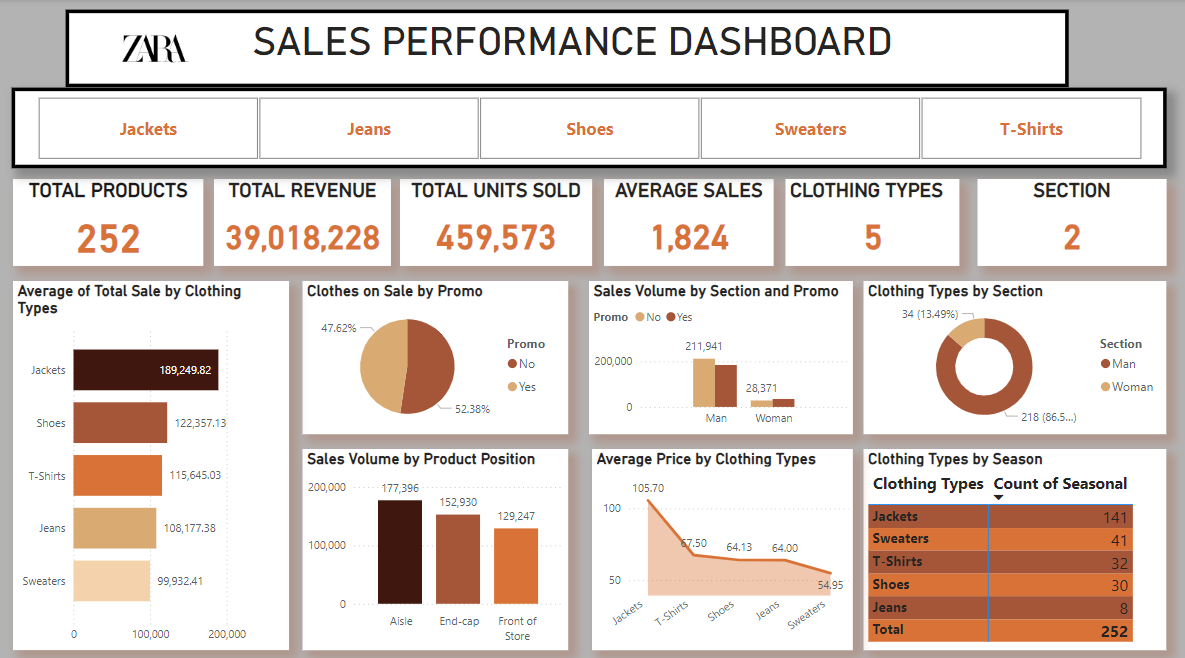 ZARA
SALES PERFORMANCE DASHBOARD
Jackets
Jeans
Shoes
Sweaters
T-Shirts
TOTAL PRODUCTS
252
TOTAL REVENUE
39,018,228
TOTAL UNITS SOLD
459,573
AVERAGE SALES
1,824
CLOTHING TYPES
5
SECTION
2
Average of Total Sale by Clothing
Types
Jackets
189,249.82
Shoes
122,357.13
T-Shirts
115,645.03
Jeans
108,177.38
Sweaters
99,932.41
0
100,000
200,000
Clothes on Sale by Promo
47.62%
52.38%
Promo
No
Yes
Sales Volume by Section and Promo
Promo
No
Yes
200,000
0
211,941
28,371
Man
Woman
Clothing Types by Section
34 (13.49%)
218 (86.5...)
Section
Man
Woman
Sales Volume by Product Position
200,000
100,000
0
177,396
152,930
129,247
Aisle
End-cap
Front of
Store
Average Price by Clothing Types
100
50
105.70
67.50
64.13
64.00
54.95
Jackets
T-Shirts
Shoes
Jeans
Sweaters
Clothing Types by Season
Clothing Types Count of Seasonal
Jackets 141
Sweaters 41
T-Shirts 32
Shoes 30
Jeans 8
Total 252